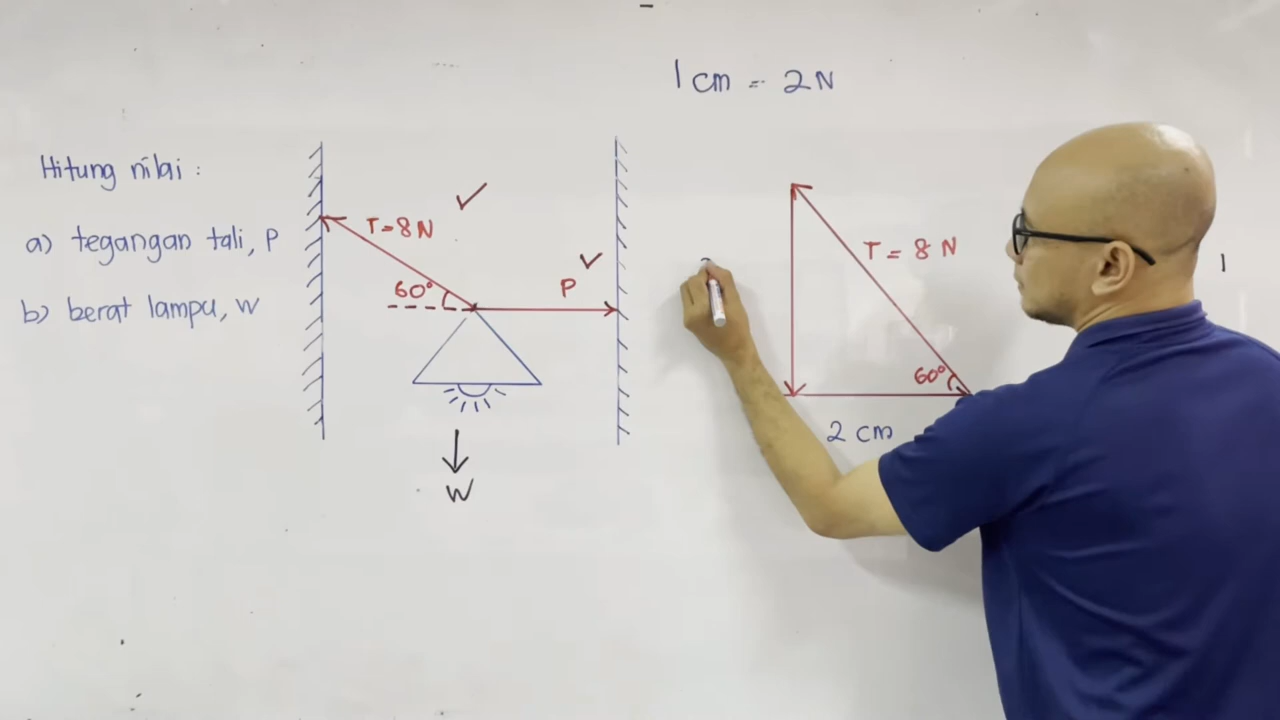 1 cm = 2 N
Hitung nilai :
a) tegangan tali, P
b) berat lampu, W
T = 8 N
60°
P
W
T = 8 N
60°
2 cm